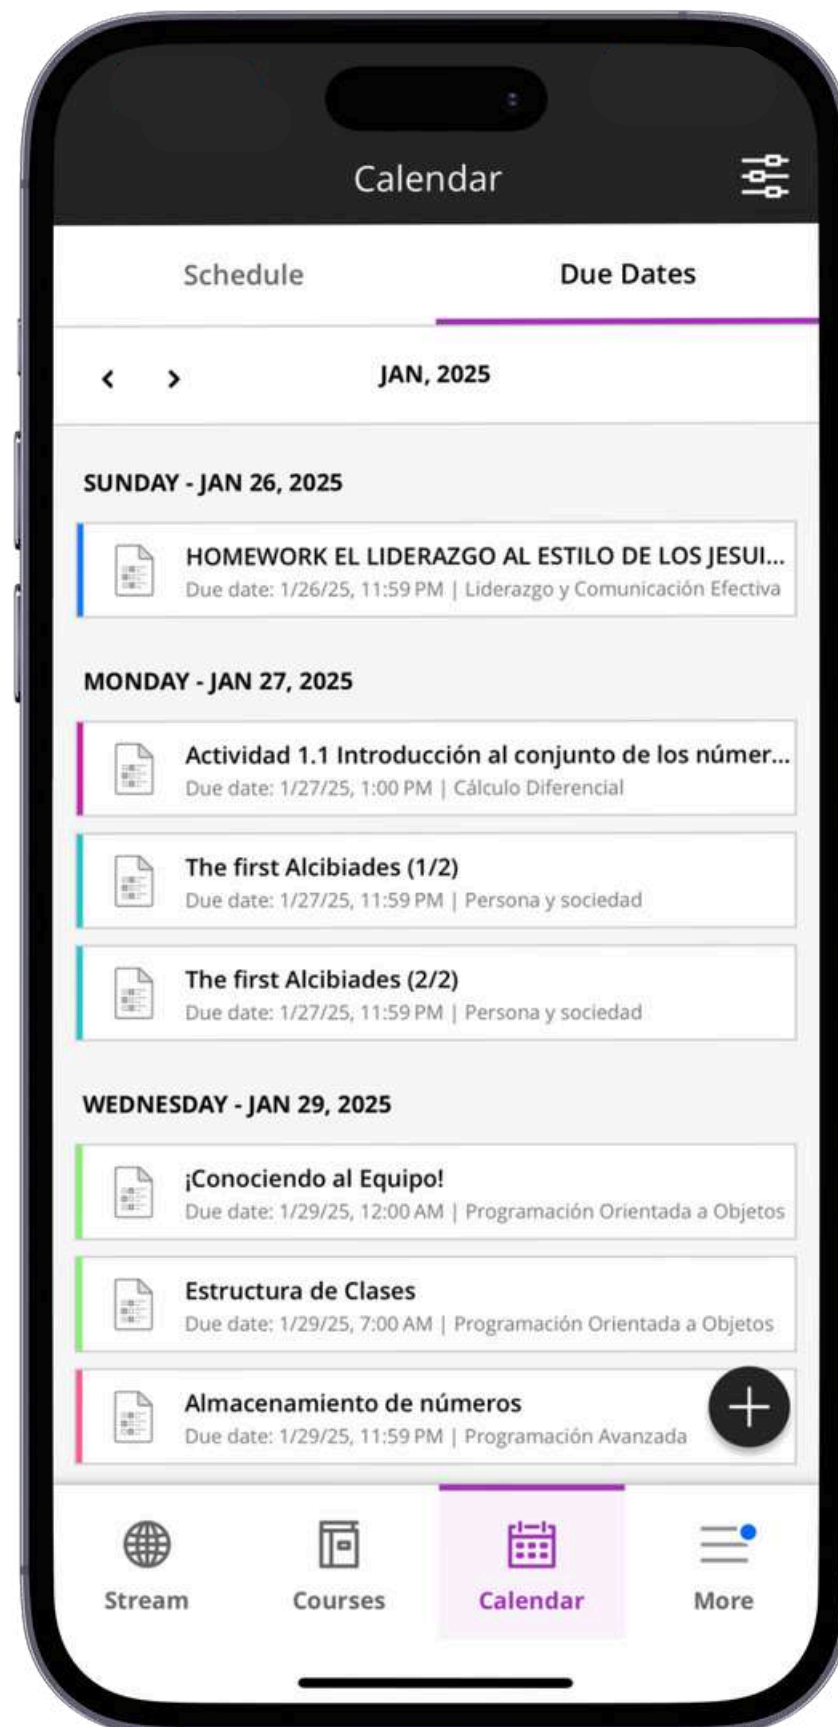 Calendar
Schedule
Due Dates
JAN, 2025
SUNDAY - JAN 26, 2025
HOMEWORK EL LIDERAZGO AL ESTILO DE LOS JESUI...
Due date: 1/26/25, 11:59 PM | Liderazgo y Comunicación Efectiva
MONDAY - JAN 27, 2025
Actividad 1.1 Introducción al conjunto de los númer...
Due date: 1/27/25, 1:00 PM | Cálculo Diferencial
The first Alcibiades (1/2)
Due date: 1/27/25, 11:59 PM | Persona y sociedad
The first Alcibiades (2/2)
Due date: 1/27/25, 11:59 PM | Persona y sociedad
WEDNESDAY - JAN 29, 2025
¡Conociendo al Equipo!
Due date: 1/29/25, 12:00 AM | Programación Orientada a Objetos
Estructura de Clases
Due date: 1/29/25, 7:00 AM | Programación Orientada a Objetos
Almacenamiento de números
Due date: 1/29/25, 11:59 PM | Programación Avanzada
Stream
Courses
Calendar
More